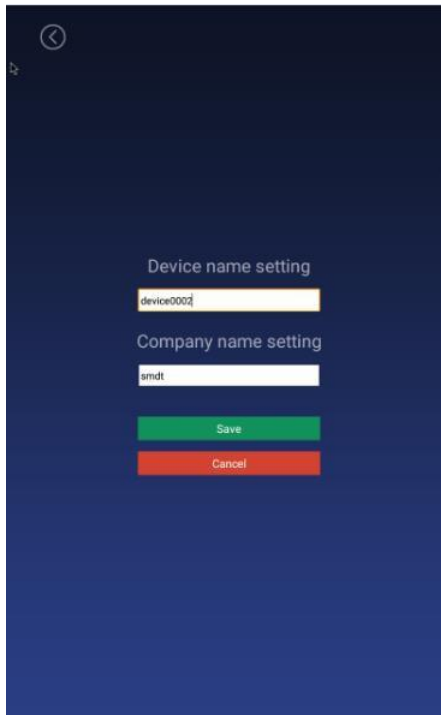 Device name setting
device0002
Company name setting
smdt
Save
Cancel